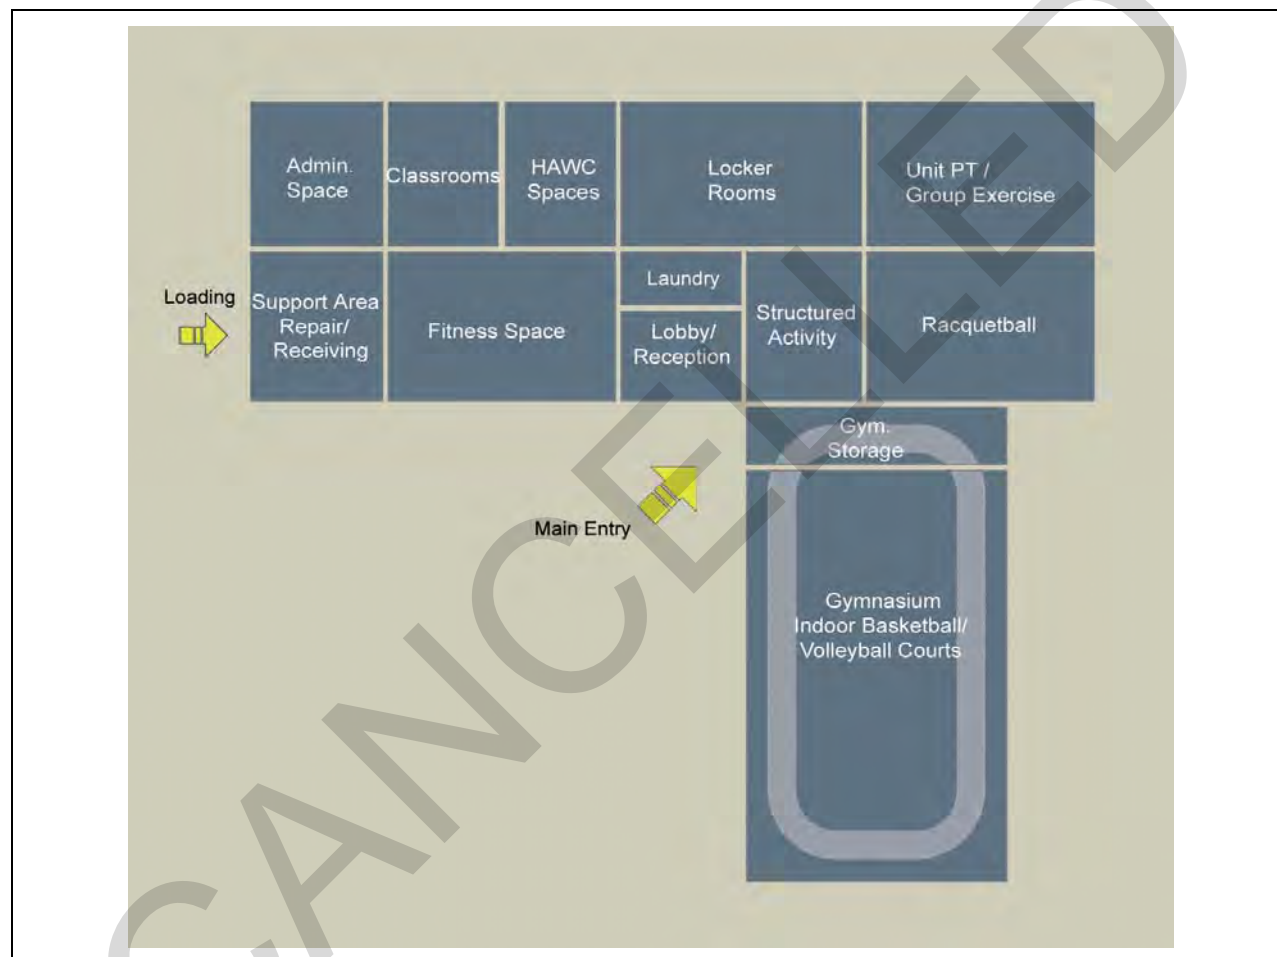 Admin.
Space
Classrooms
HAWC
Spaces
Locker
Rooms
Unit PT /
Group Exercise
Loading
Support Area
Repair/
Receiving
Fitness Space
Laundry
Lobby/
Reception
Structured
Activity
Racquetball
Gym.
Storage
Main Entry
Gymnasium
Indoor Basketball/
Volleyball Courts
CANCELLED